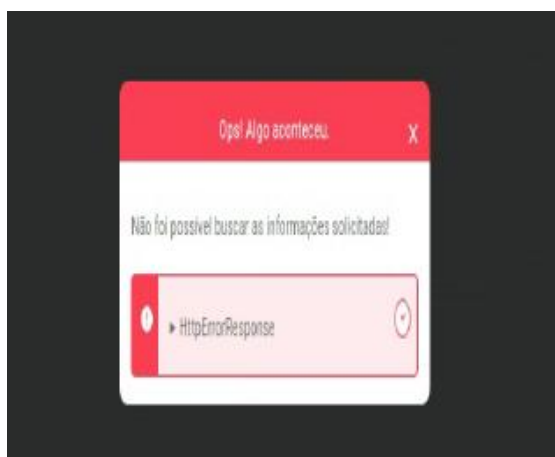 Ops! Algo aconteceu.
X
Não foi possível buscar as informações solicitadas!
▸ HttpErrorResponse